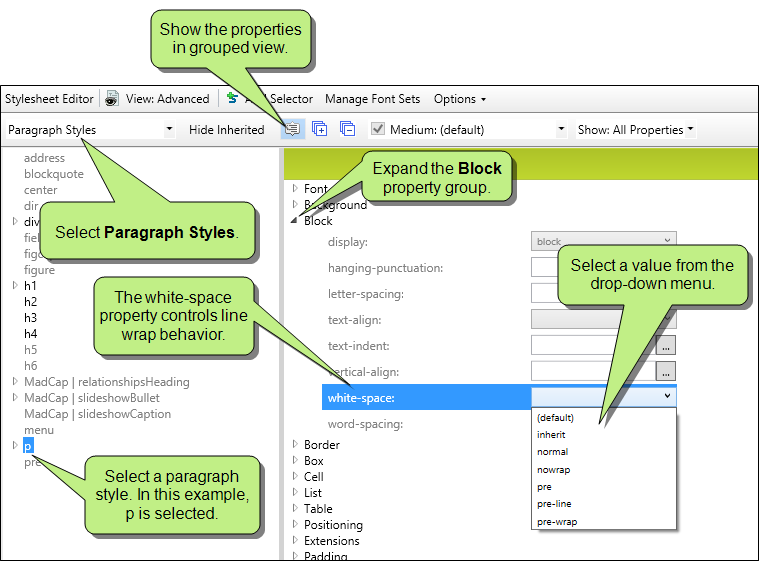 Show the properties
in grouped view.
Stylesheet Editor View: Advanced Selector Manage Font Sets Options
Paragraph Styles Hide Inherited Medium: (default) Show: All Properties
address
blockquote
center
dir
div
figure
h1
h2
h3
h4
h5
h6
MadCap | relationshipsHeading
MadCap | slideshowBullet
MadCap | slideshowCaption
menu
p
pre
Select Paragraph Styles.
The white-space
property controls line
wrap behavior.
Select a paragraph
style. In this example,
p is selected.
Expand the Block
property group.
Font
Background
Block
display: block
hanging-punctuation:
letter-spacing:
text-align:
text-indent: ...
vertical-align: ...
white-space:
word-spacing:
Select a value from the
drop-down menu.
(default)
inherit
normal
nowrap
pre
pre-line
pre-wrap
Border
Box
Cell
List
Table
Positioning
Extensions
Padding